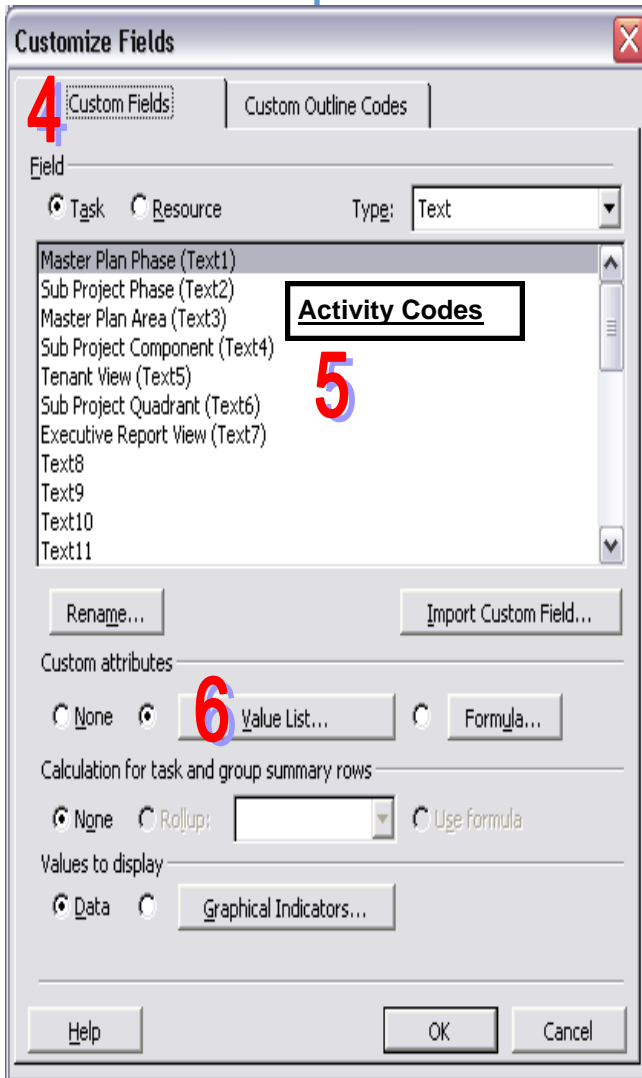 Customize Fields
4 Custom Fields Custom Outline Codes
Field
Task Resource Type: Text
Master Plan Phase (Text1)
Sub Project Phase (Text2)
Activity Codes
Master Plan Area (Text3)
Sub Project Component (Text4)
5
Tenant View (Text5)
Sub Project Quadrant (Text6)
Executive Report View (Text7)
Text8
Text9
Text10
Text11
Rename... Import Custom Field...
Custom attributes
None 6 Value List... Formula...
Calculation for task and group summary rows
None Rollup: Use formula
Values to display
Data Graphical Indicators...
Help OK Cancel